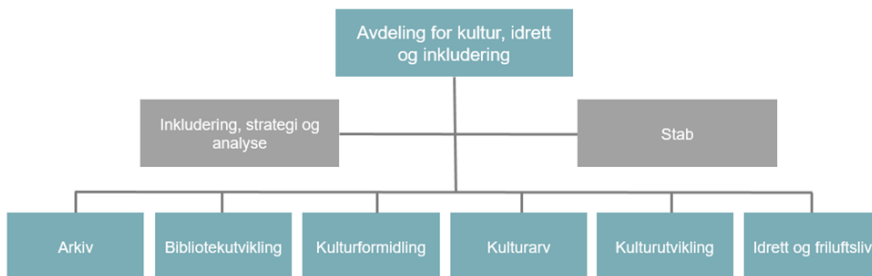 Avdeling for kultur, idrett
og inkludering
Inkludering, strategi og
analyse
Stab
Arkiv
Bibliotekutvikling
Kulturformidling
Kulturarv
Kulturutvikling
Idrett og friluftsliv